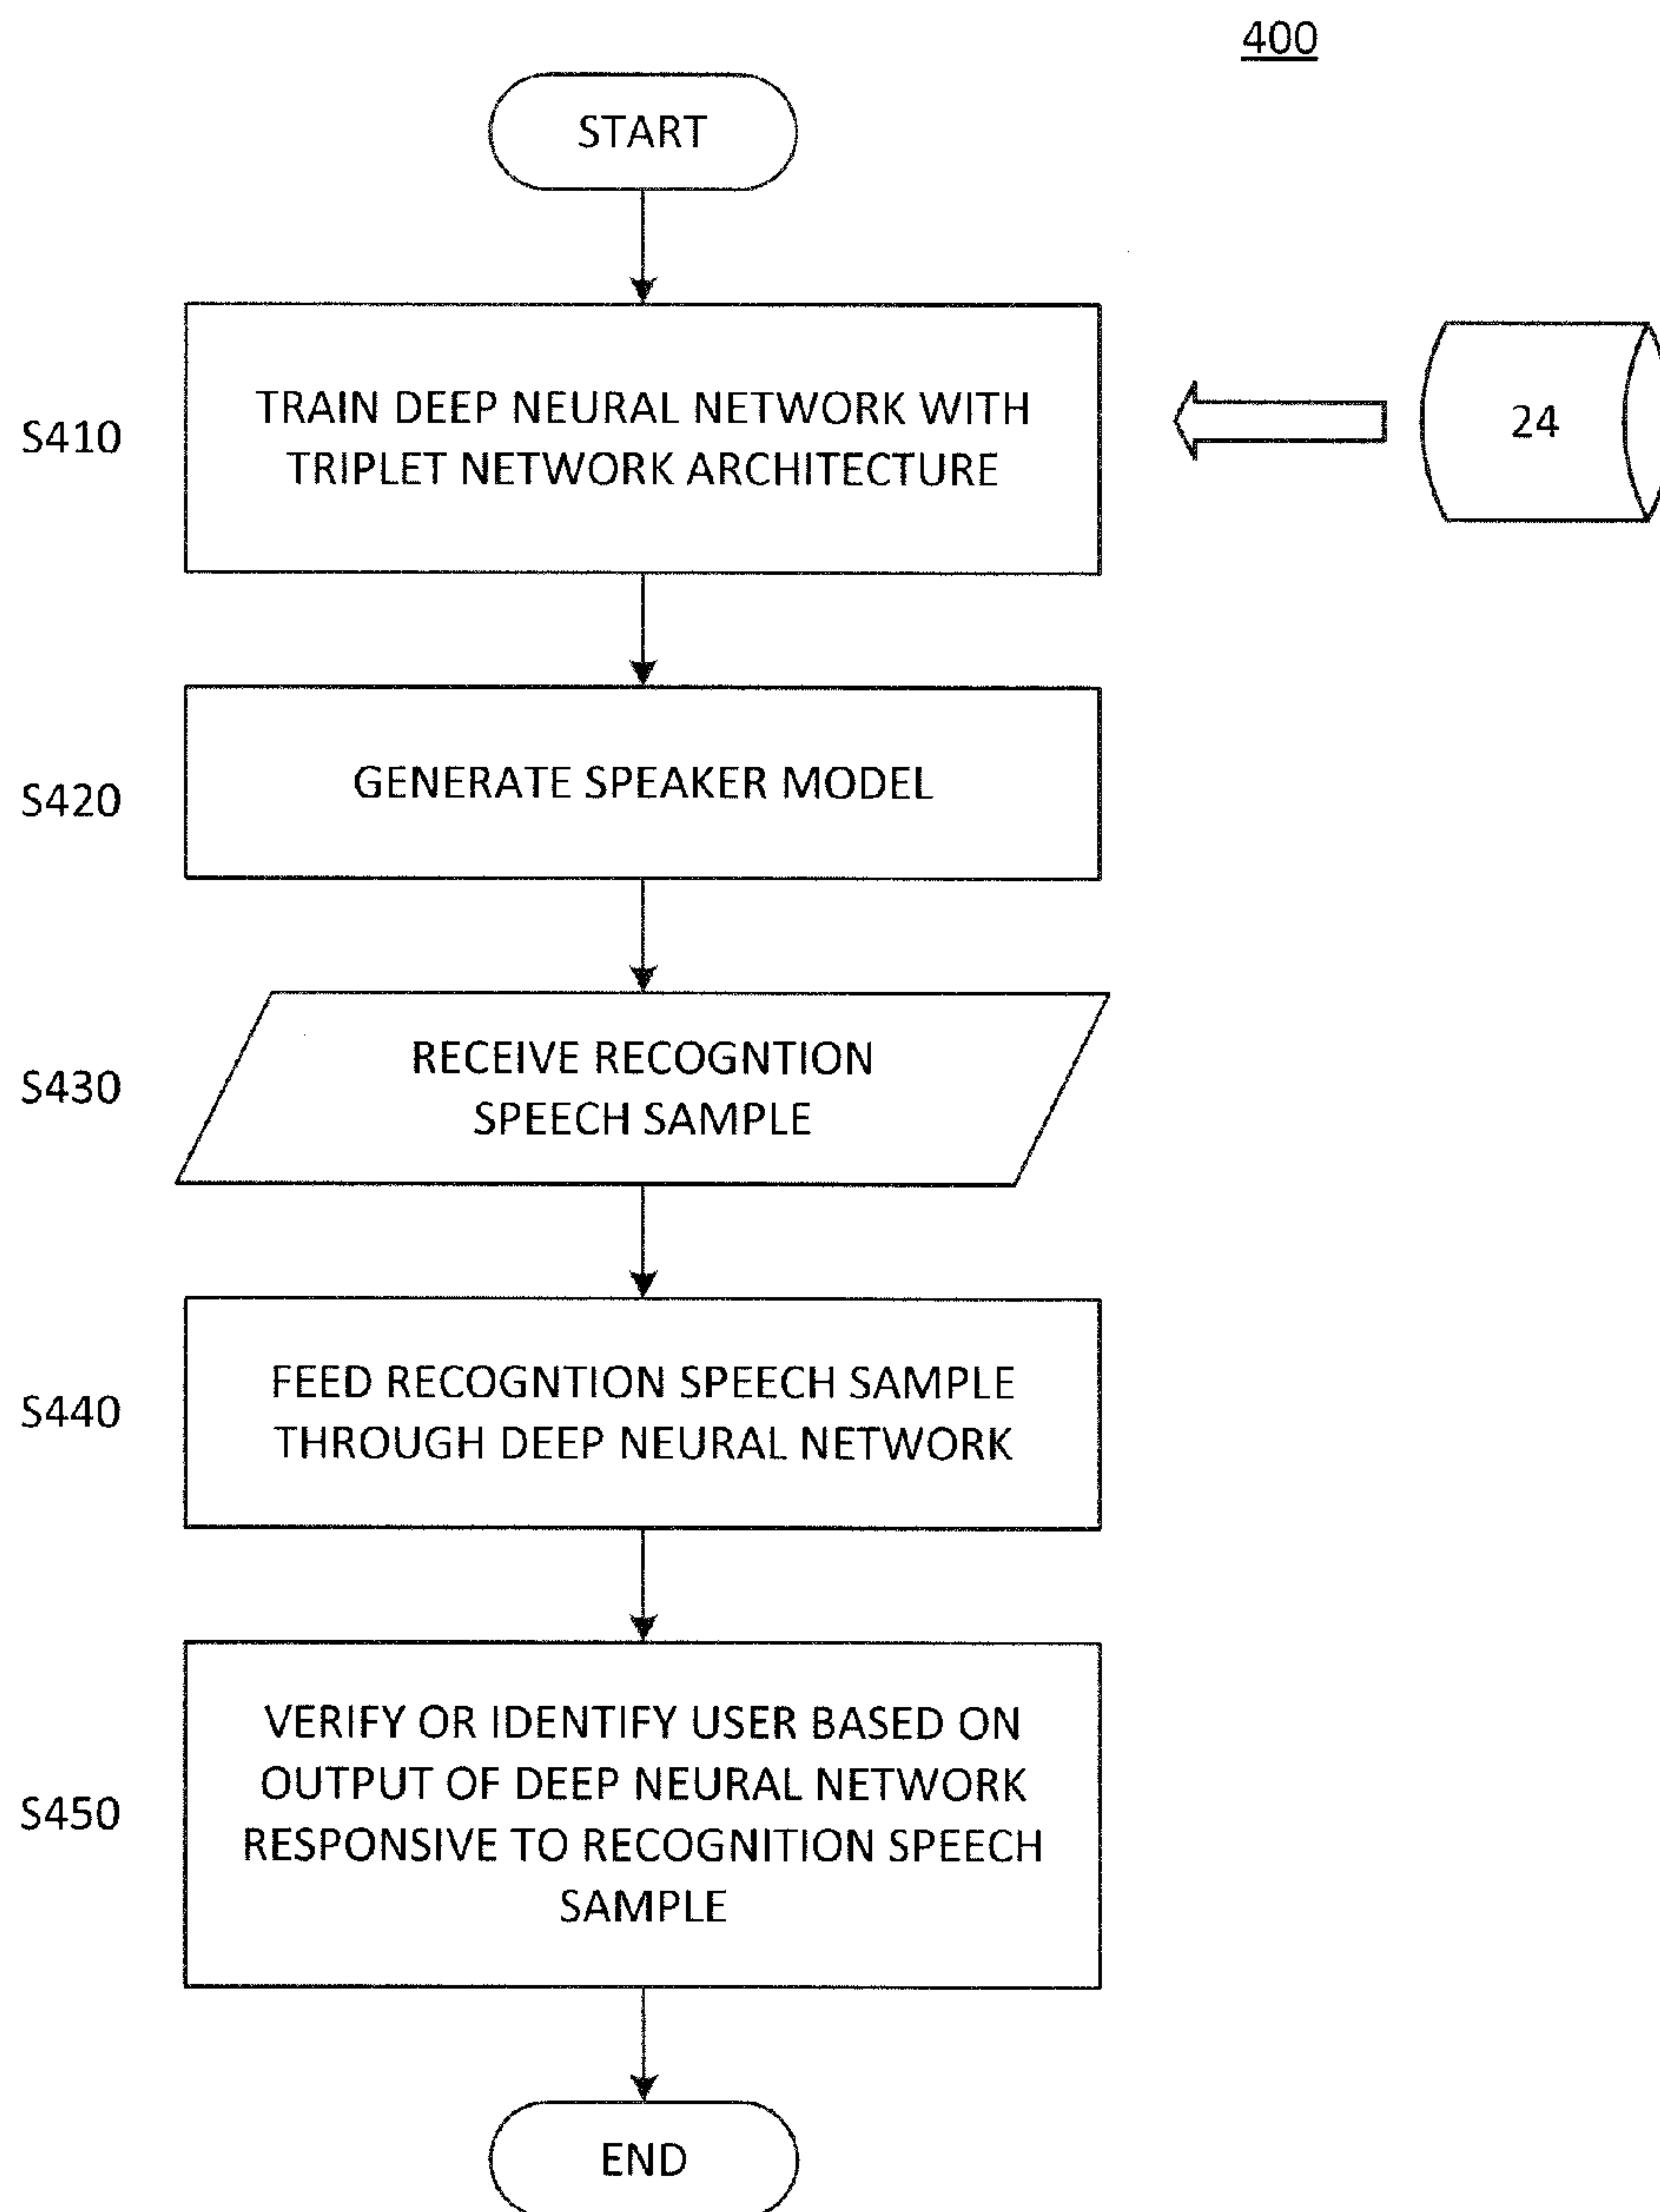 400
START
S410
TRAIN DEEP NEURAL NETWORK WITH
TRIPLET NETWORK ARCHITECTURE
24
S420
GENERATE SPEAKER MODEL
S430
RECEIVE RECOGNTION
SPEECH SAMPLE
S440
FEED RECOGNTION SPEECH SAMPLE
THROUGH DEEP NEURAL NETWORK
S450
VERIFY OR IDENTIFY USER BASED ON
OUTPUT OF DEEP NEURAL NETWORK
RESPONSIVE TO RECOGNITION SPEECH
SAMPLE
END